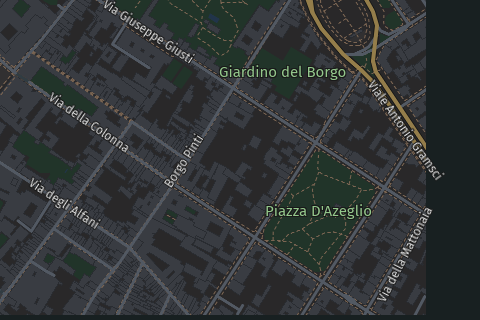 Via Giuseppe Giusti
Giardino del Borgo
Viale Antonio Gramsci
Via della Colonna
Borgo Pinti
Via degli Alfani
Piazza D'Azeglio
Via della Mattonaia